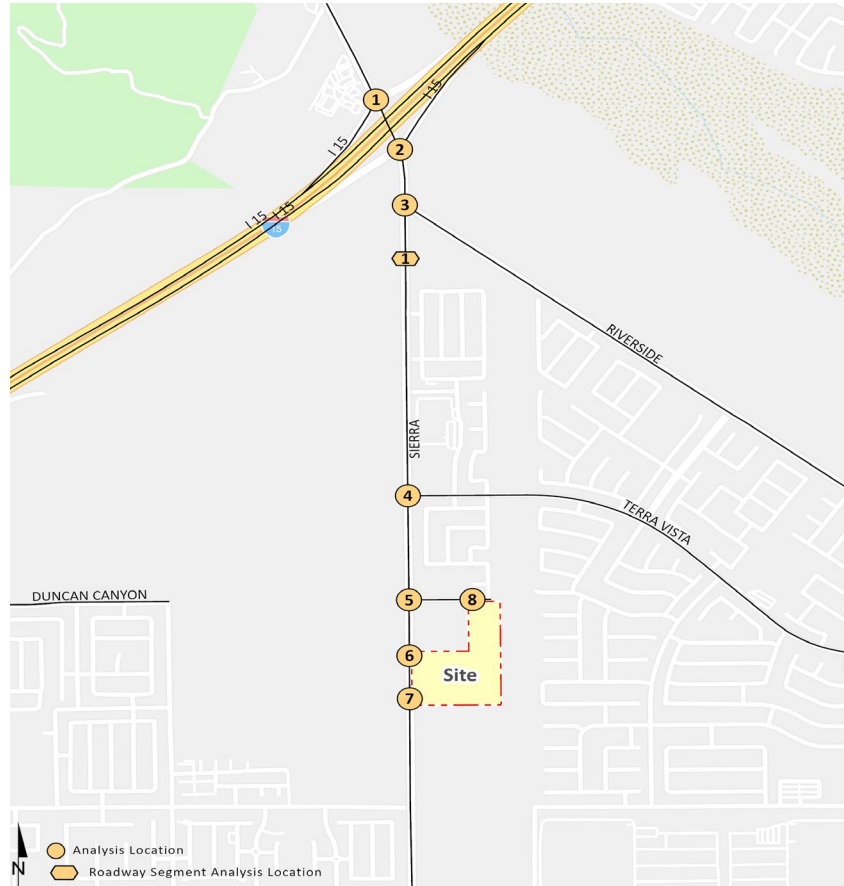 1
I 15
2
I 15
3
I 15
I 15
15
1
RIVERSIDE
SIERRA
4
TERRA VISTA
DUNCAN CANYON
5
8
6
Site
7
N
Analysis Location
Roadway Segment Analysis Location